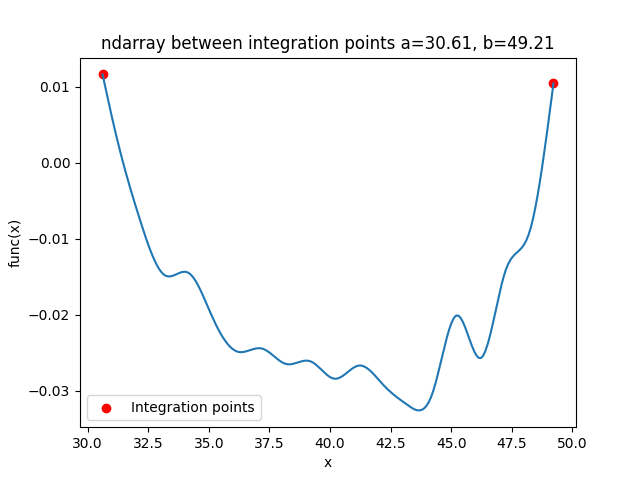 ndarray between integration points a=30.61, b=49.21
0.01
0.00
−0.01
−0.02
−0.03
func(x)
Integration points
30.0 32.5 35.0 37.5 40.0 42.5 45.0 47.5 50.0
x